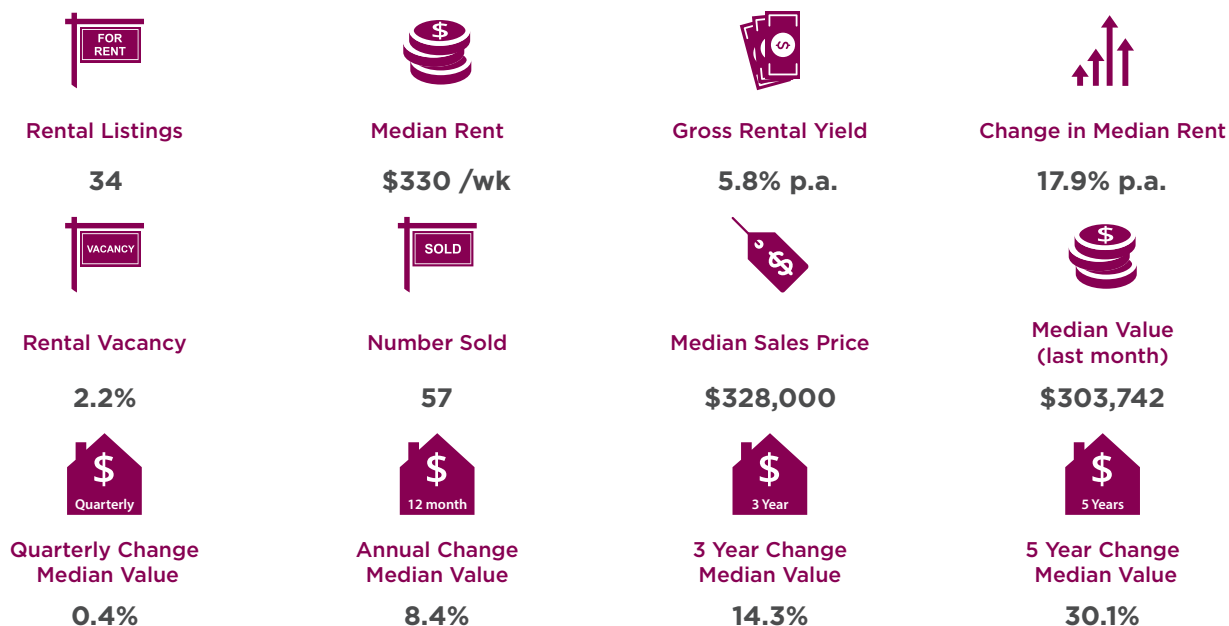 FOR
RENT
$
$
Rental Listings
Median Rent
Gross Rental Yield
Change in Median Rent
34
$330 /wk
5.8% p.a.
17.9% p.a.
VACANCY
SOLD
$
$
Rental Vacancy
Number Sold
Median Sales Price
Median Value
(last month)
2.2%
57
$328,000
$303,742
$
Quarterly
$
12 month
$
3 Year
$
5 Years
Quarterly Change
Median Value
Annual Change
Median Value
3 Year Change
Median Value
5 Year Change
Median Value
0.4%
8.4%
14.3%
30.1%